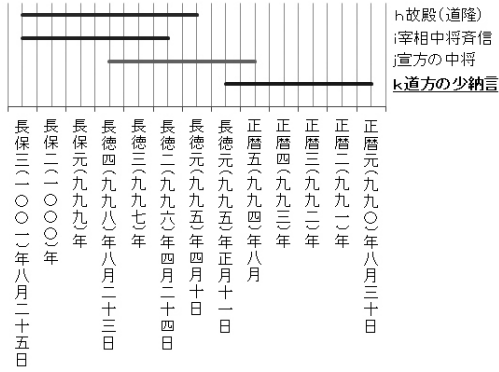 h故殿（道隆）
i宰相中将斉信
j宣方の中将
k道方の少納言
正暦元（九九〇）年八月三十日
正暦二（九九一）年
正暦三（九九二）年
正暦四（九九三）年
正暦五（九九四）年八月
長徳元（九九五）年正月十一日
長徳元（九九五）年四月十日
長徳二（九九六）年四月二十四日
長徳三（九九七）年
長徳四（九九八）年八月二十三日
長保元（九九九）年
長保二（一〇〇〇）年
長保三（一〇〇一）年八月二十五日